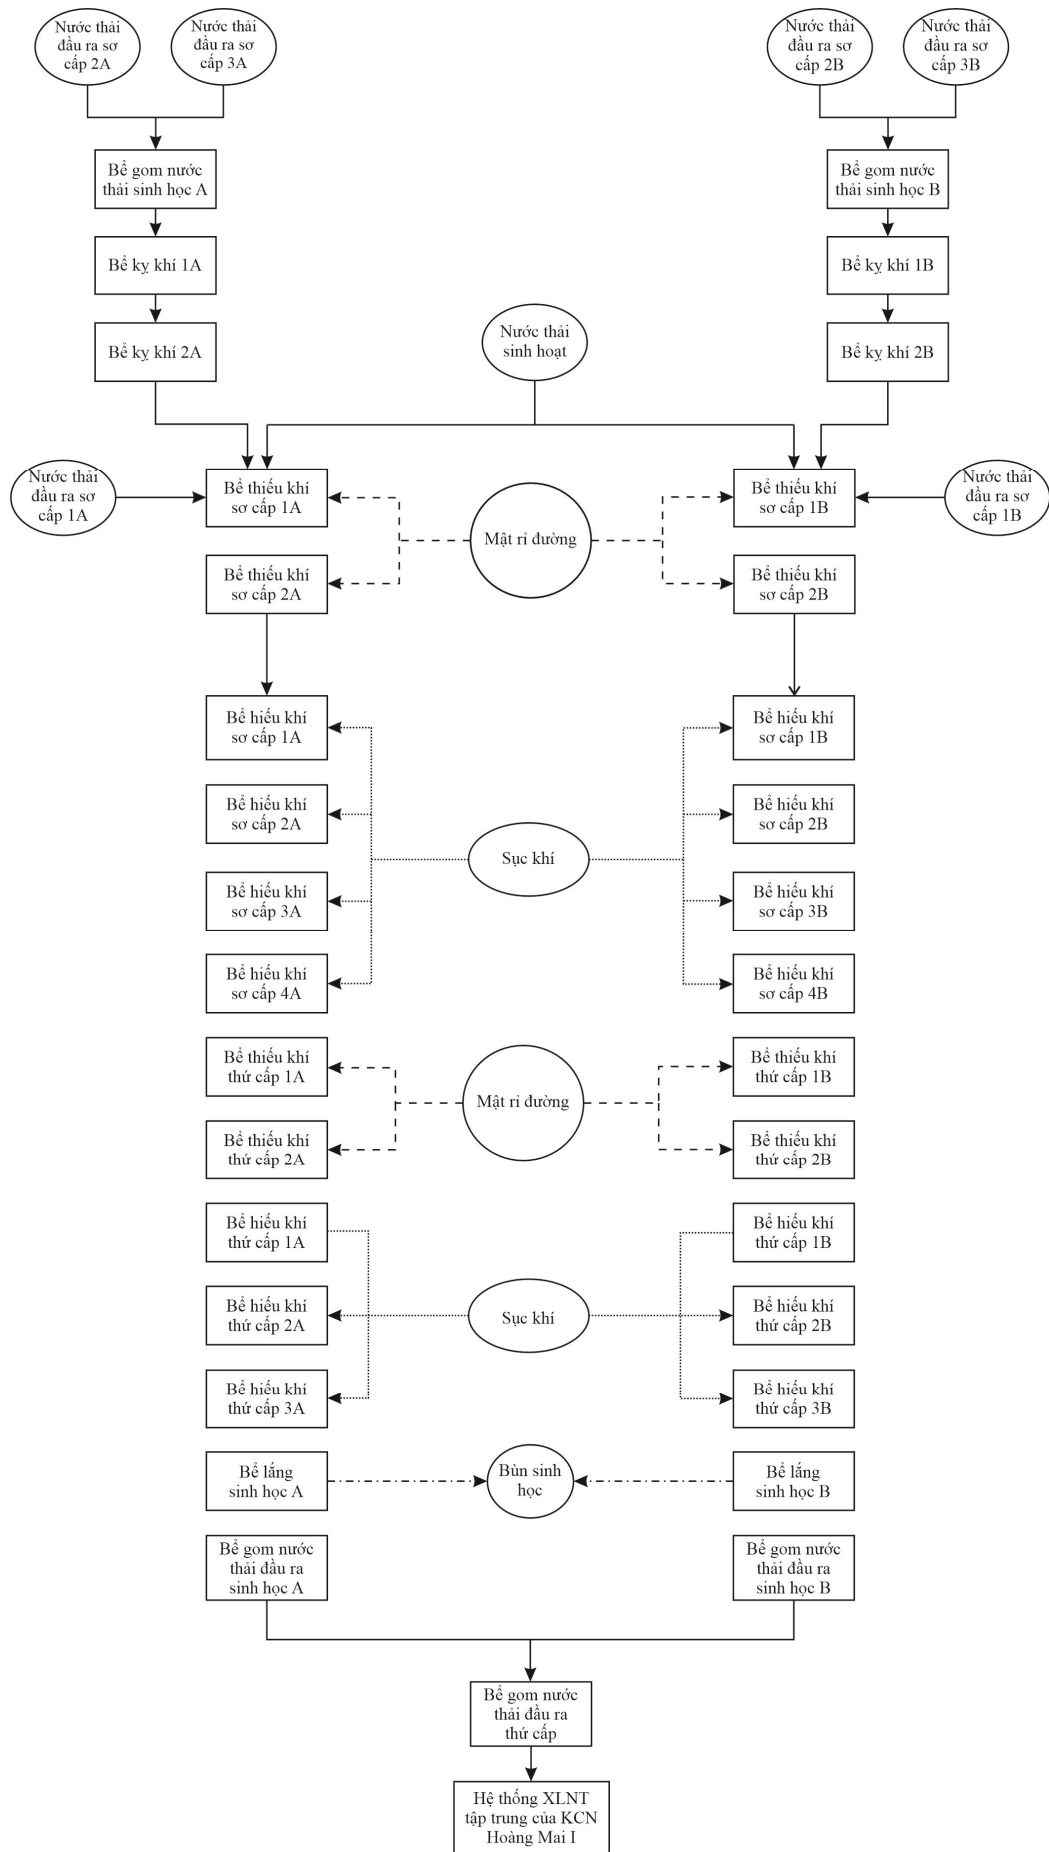 Nước thải
đầu ra sơ
cấp 2A
Nước thải
đầu ra sơ
cấp 3A
Nước thải
đầu ra sơ
cấp 2B
Nước thải
đầu ra sơ
cấp 3B
Bể gom nước
thải sinh học A
Bể gom nước
thải sinh học B
Bể kỵ khí 1A
Bể kỵ khí 1B
Bể kỵ khí 2A
Nước thải
sinh hoạt
Bể kỵ khí 2B
Nước thải
đầu ra sơ
cấp 1A
Bể thiếu khí
sơ cấp 1A
Bể thiếu khí
sơ cấp 1B
Nước thải
đầu ra sơ
cấp 1B
Mật rỉ đường
Bể thiếu khí
sơ cấp 2A
Bể thiếu khí
sơ cấp 2B
Bể hiếu khí
sơ cấp 1A
Bể hiếu khí
sơ cấp 1B
Bể hiếu khí
sơ cấp 2A
Bể hiếu khí
sơ cấp 2B
Sục khí
Bể hiếu khí
sơ cấp 3A
Bể hiếu khí
sơ cấp 3B
Bể hiếu khí
sơ cấp 4A
Bể hiếu khí
sơ cấp 4B
Bể thiếu khí
thứ cấp 1A
Bể thiếu khí
thứ cấp 1B
Mật rỉ đường
Bể thiếu khí
thứ cấp 2A
Bể thiếu khí
thứ cấp 2B
Bể hiếu khí
thứ cấp 1A
Bể hiếu khí
thứ cấp 1B
Bể hiếu khí
thứ cấp 2A
Sục khí
Bể hiếu khí
thứ cấp 2B
Bể hiếu khí
thứ cấp 3A
Bể hiếu khí
thứ cấp 3B
Bể lắng
sinh học A
Bùn sinh
học
Bể lắng
sinh học B
Bể gom nước
thải đầu ra
sinh học A
Bể gom nước
thải đầu ra
sinh học B
Bể gom nước
thải đầu ra
thứ cấp
Hệ thống XLNT
tập trung của KCN
Hoàng Mai I